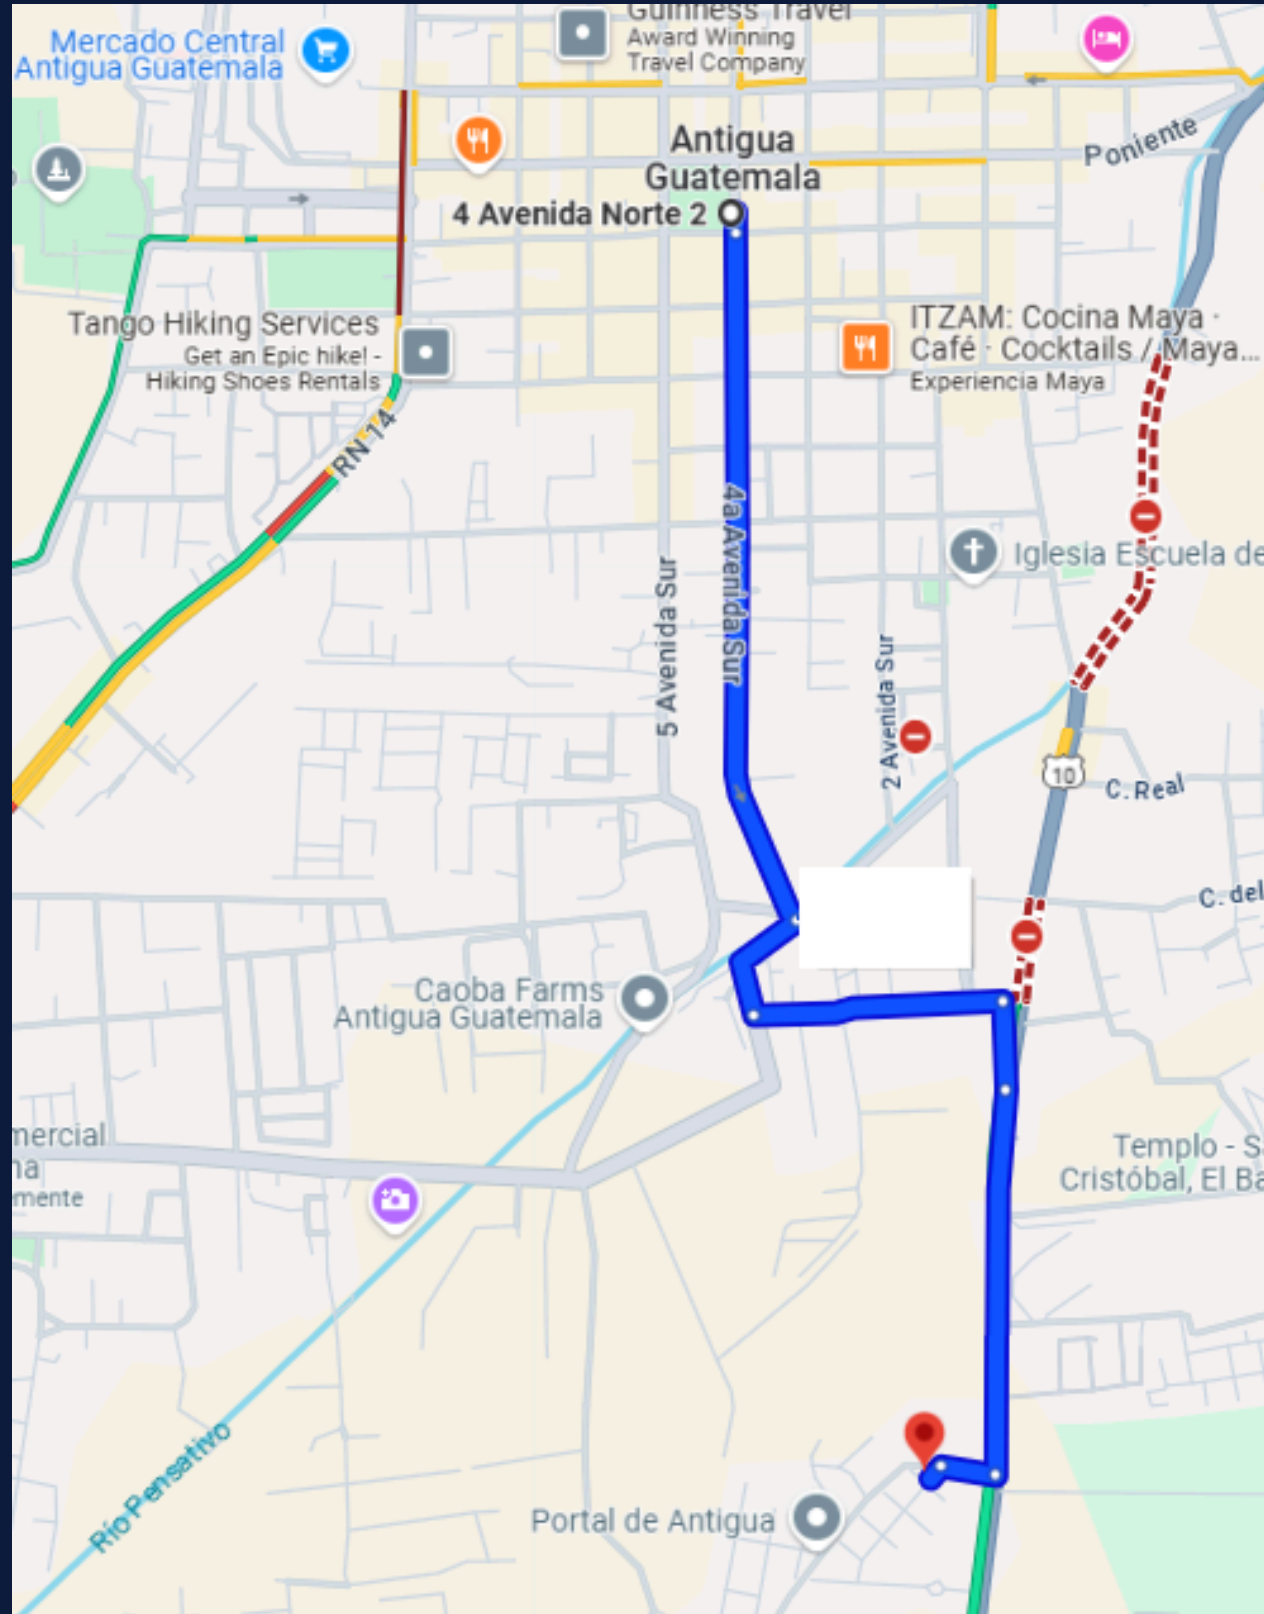 Guinness Travel
Award Winning
Travel Company
Mercado Central
Antigua Guatemala
Poniente
Antigua
Guatemala
4 Avenida Norte 2
Tango Hiking Services
Get an Epic hike! -
Hiking Shoes Rentals
ITZAM: Cocina Maya ·
Café · Cocktails / Maya...
Experiencia Maya
RN 14
4a Avenida Sur
5 Avenida Sur
Iglesia Escuela de
2 Avenida Sur
10
C. Real
C. del
Caoba Farms
Antigua Guatemala
mercial
na
emente
Templo - S
Cristóbal, El Ba
Río Pensativo
Portal de Antigua